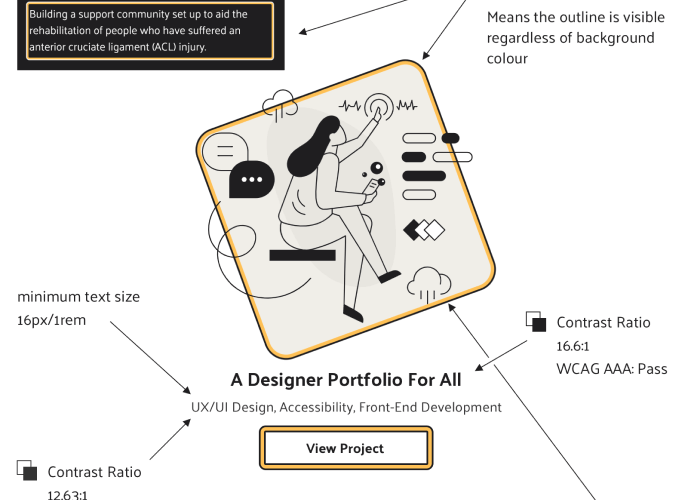 Building a support community set up to aid the
rehabilitation of people who have suffered an
anterior cruciate ligament (ACL) injury.
Means the outline is visible
regardless of background
colour
minimum text size
16px/1rem
Contrast Ratio
16.6:1
WCAG AAA: Pass
A Designer Portfolio For All
UX/UI Design, Accessibility, Front-End Development
View Project
Contrast Ratio
12.63:1